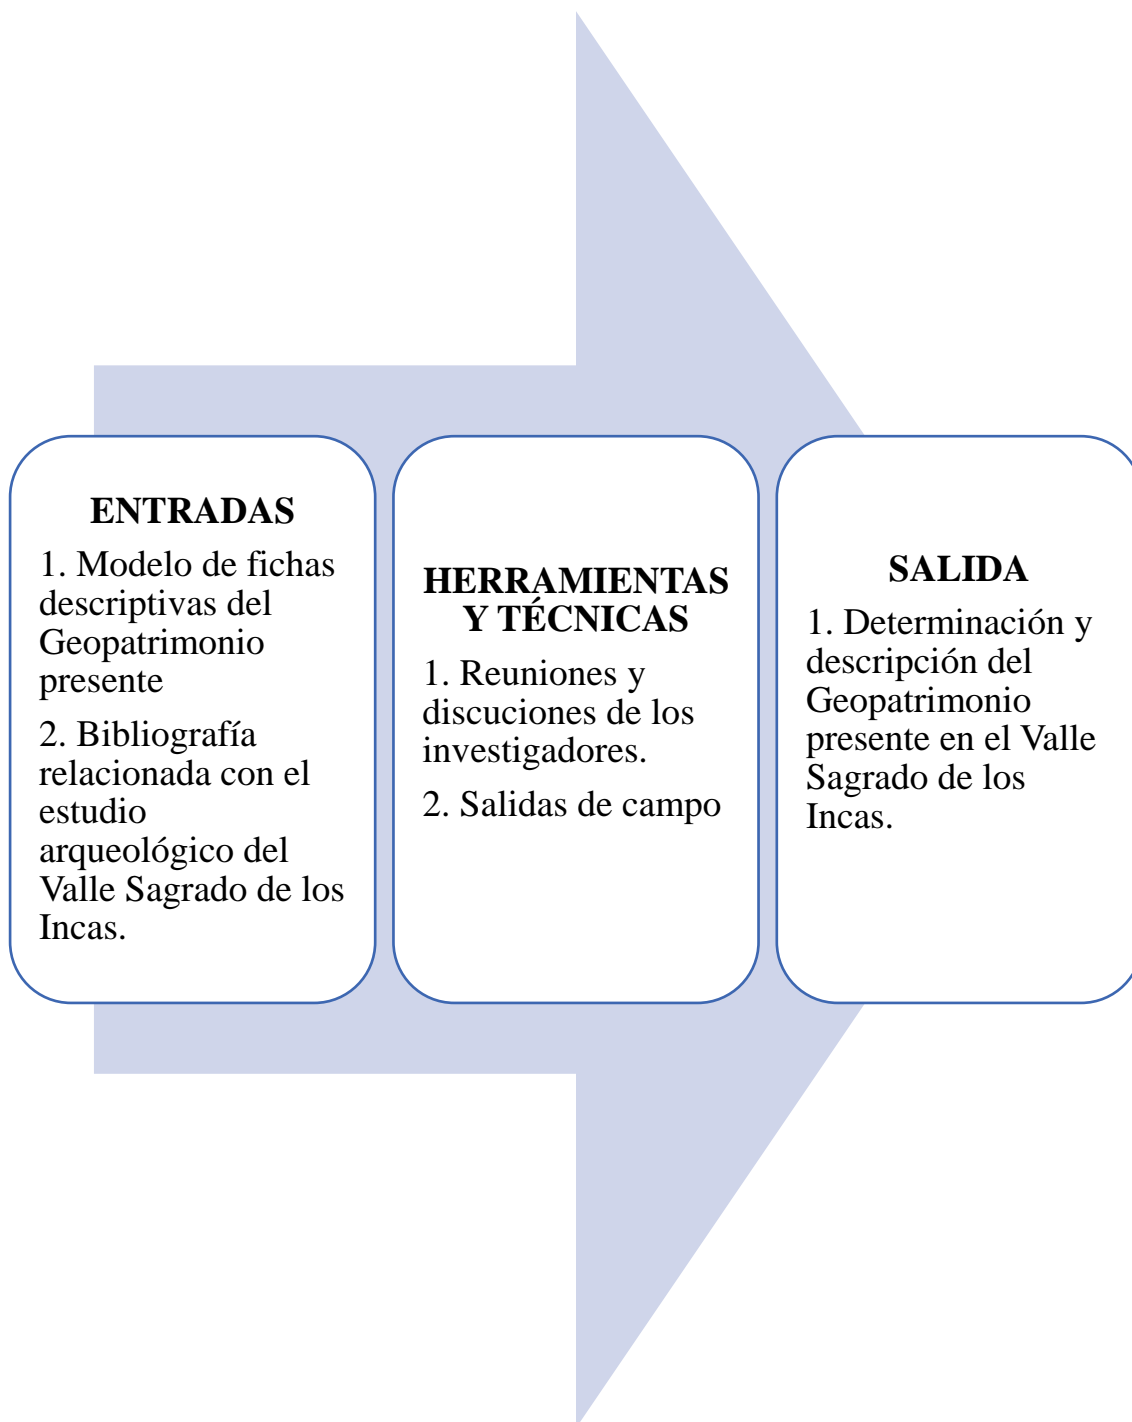 ENTRADAS
1. Modelo de fichas
descriptivas del
Geopatrimonio
presente
2. Bibliografía
relacionada con el
estudio
arqueológico del
Valle Sagrado de los
Incas.
HERRAMIENTAS
Y TÉCNICAS
1. Reuniones y
discuciones de los
investigadores.
2. Salidas de campo
SALIDA
1. Determinación y
descripción del
Geopatrimonio
presente en el Valle
Sagrado de los
Incas.